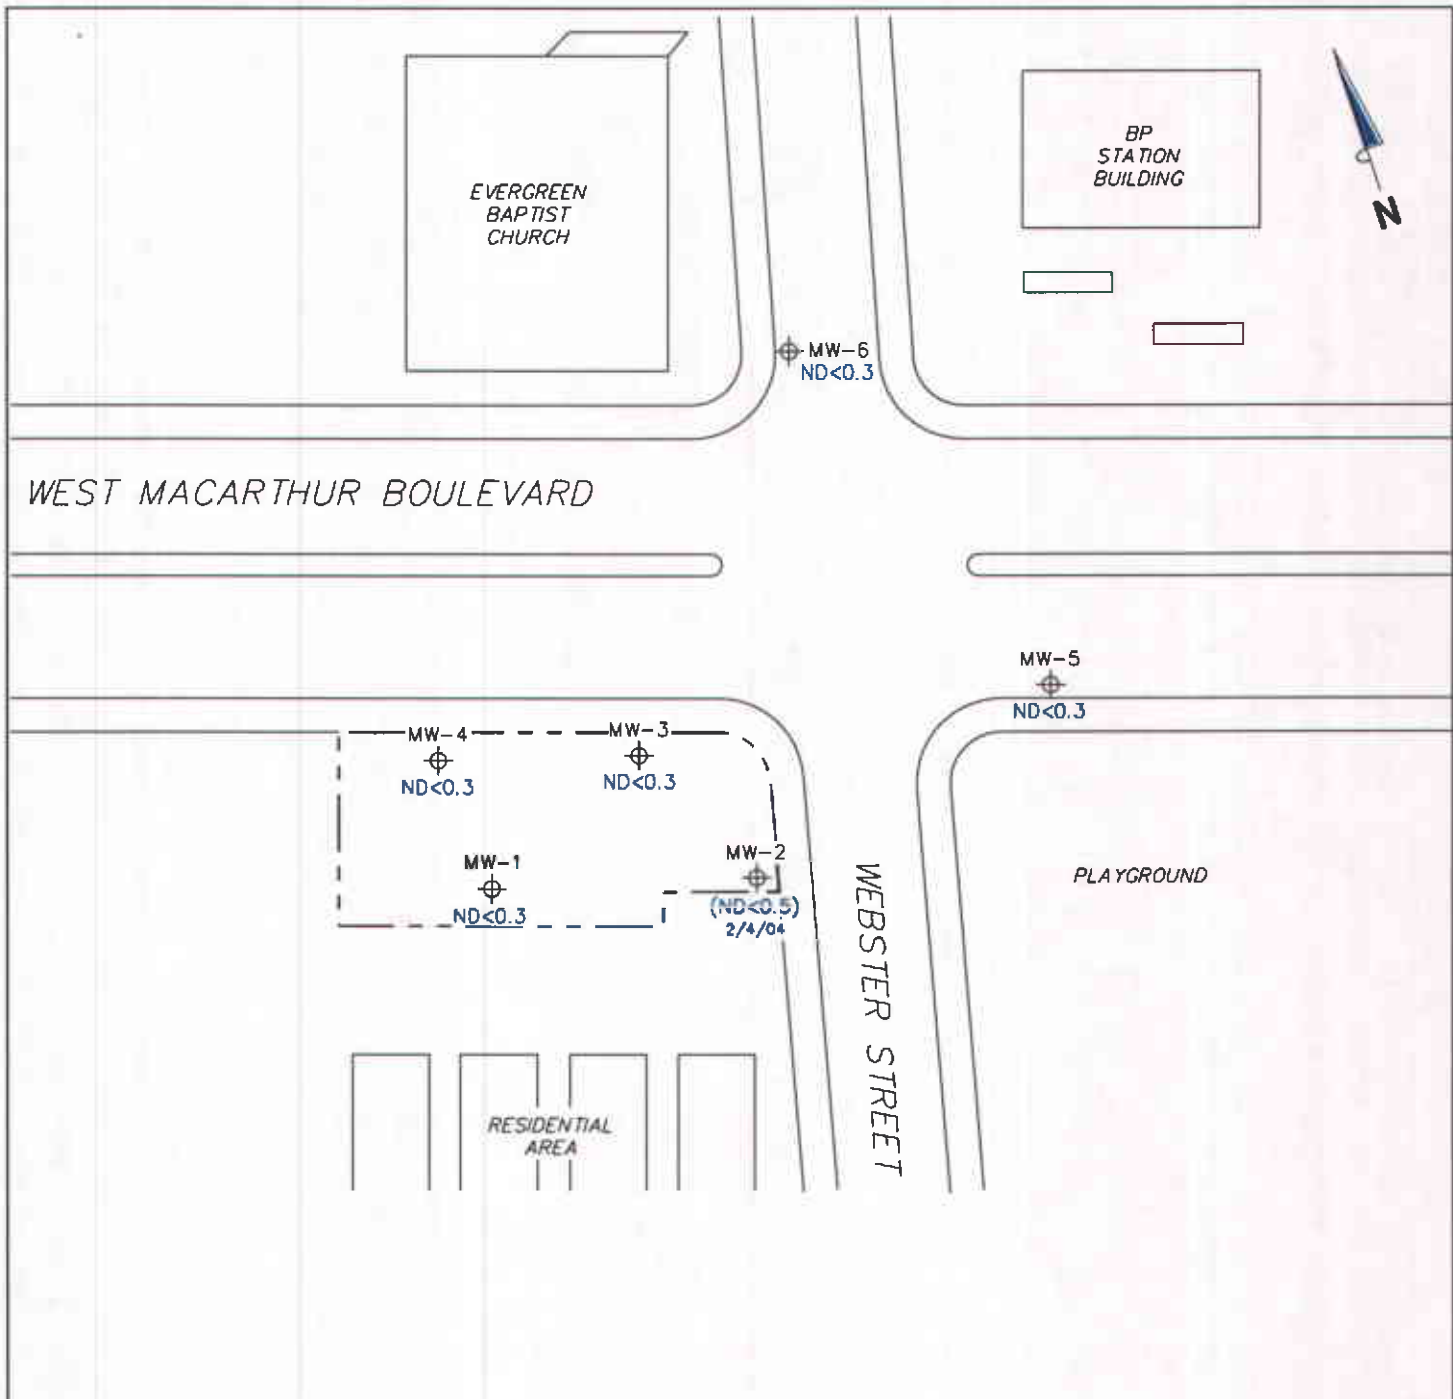 EVERGREEN
BAPTIST
CHURCH
BP
STATION
BUILDING
N
MW-6
ND<0.3
WEST MACARTHUR BOULEVARD
MW-5
ND<0.3
MW-4
ND<0.3
MW-3
ND<0.3
MW-1
ND<0.3
MW-2
(ND<0.5)
2/4/04
WEBSTER STREET
PLAYGROUND
RESIDENTIAL
AREA